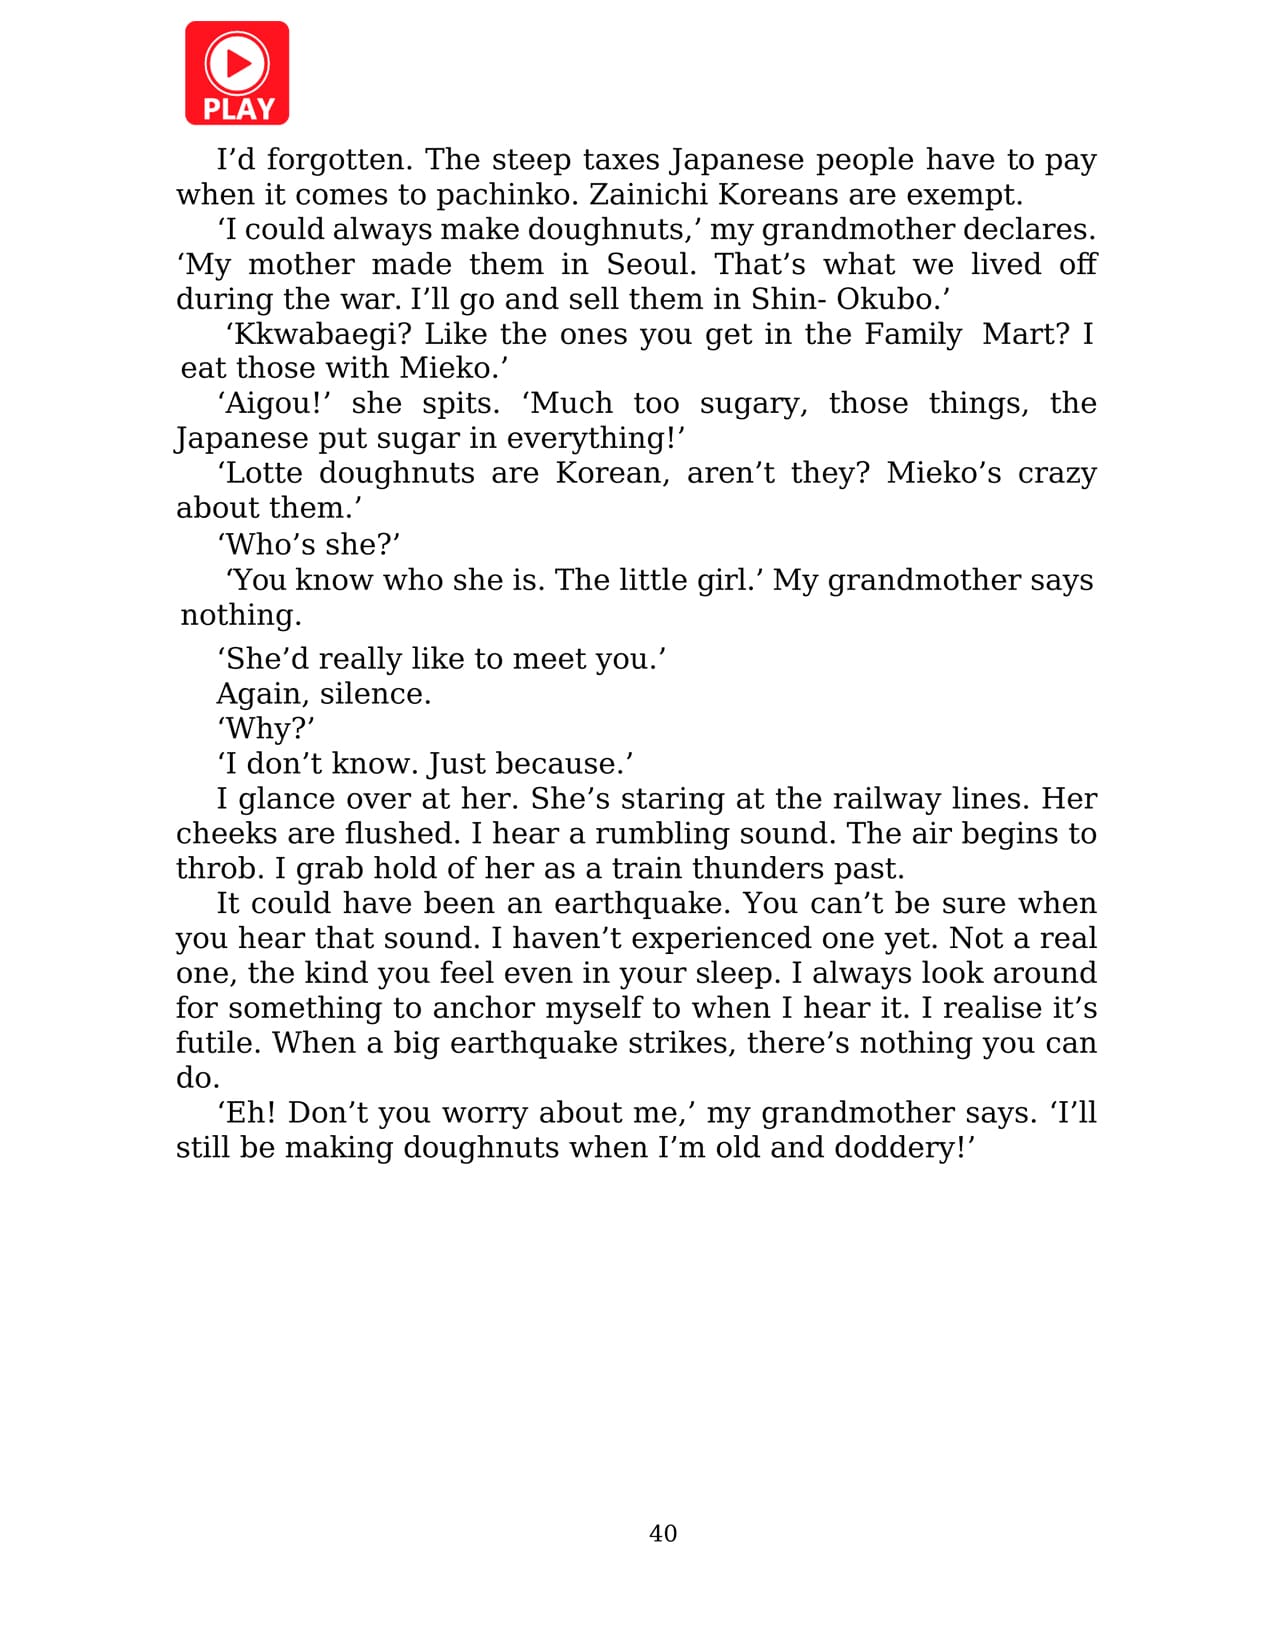 PLAY
I’d forgotten. The steep taxes Japanese people have to pay
when it comes to pachinko. Zainichi Koreans are exempt.
‘I could always make doughnuts,’ my grandmother declares.
‘My mother made them in Seoul. That’s what we lived off
during the war. I’ll go and sell them in Shin- Okubo.’
‘Kkwabaegi? Like the ones you get in the Family Mart? I
eat those with Mieko.’
‘Aigou!’ she spits. ‘Much too sugary, those things, the
Japanese put sugar in everything!’
‘Lotte doughnuts are Korean, aren’t they? Mieko’s crazy
about them.’
‘Who’s she?’
‘You know who she is. The little girl.’ My grandmother says
nothing.
‘She’d really like to meet you.’
Again, silence.
‘Why?’
‘I don’t know. Just because.’
I glance over at her. She’s staring at the railway lines. Her
cheeks are flushed. I hear a rumbling sound. The air begins to
throb. I grab hold of her as a train thunders past.
It could have been an earthquake. You can’t be sure when
you hear that sound. I haven’t experienced one yet. Not a real
one, the kind you feel even in your sleep. I always look around
for something to anchor myself to when I hear it. I realise it’s
futile. When a big earthquake strikes, there’s nothing you can
do.
‘Eh! Don’t you worry about me,’ my grandmother says. ‘I’ll
still be making doughnuts when I’m old and doddery!’
40